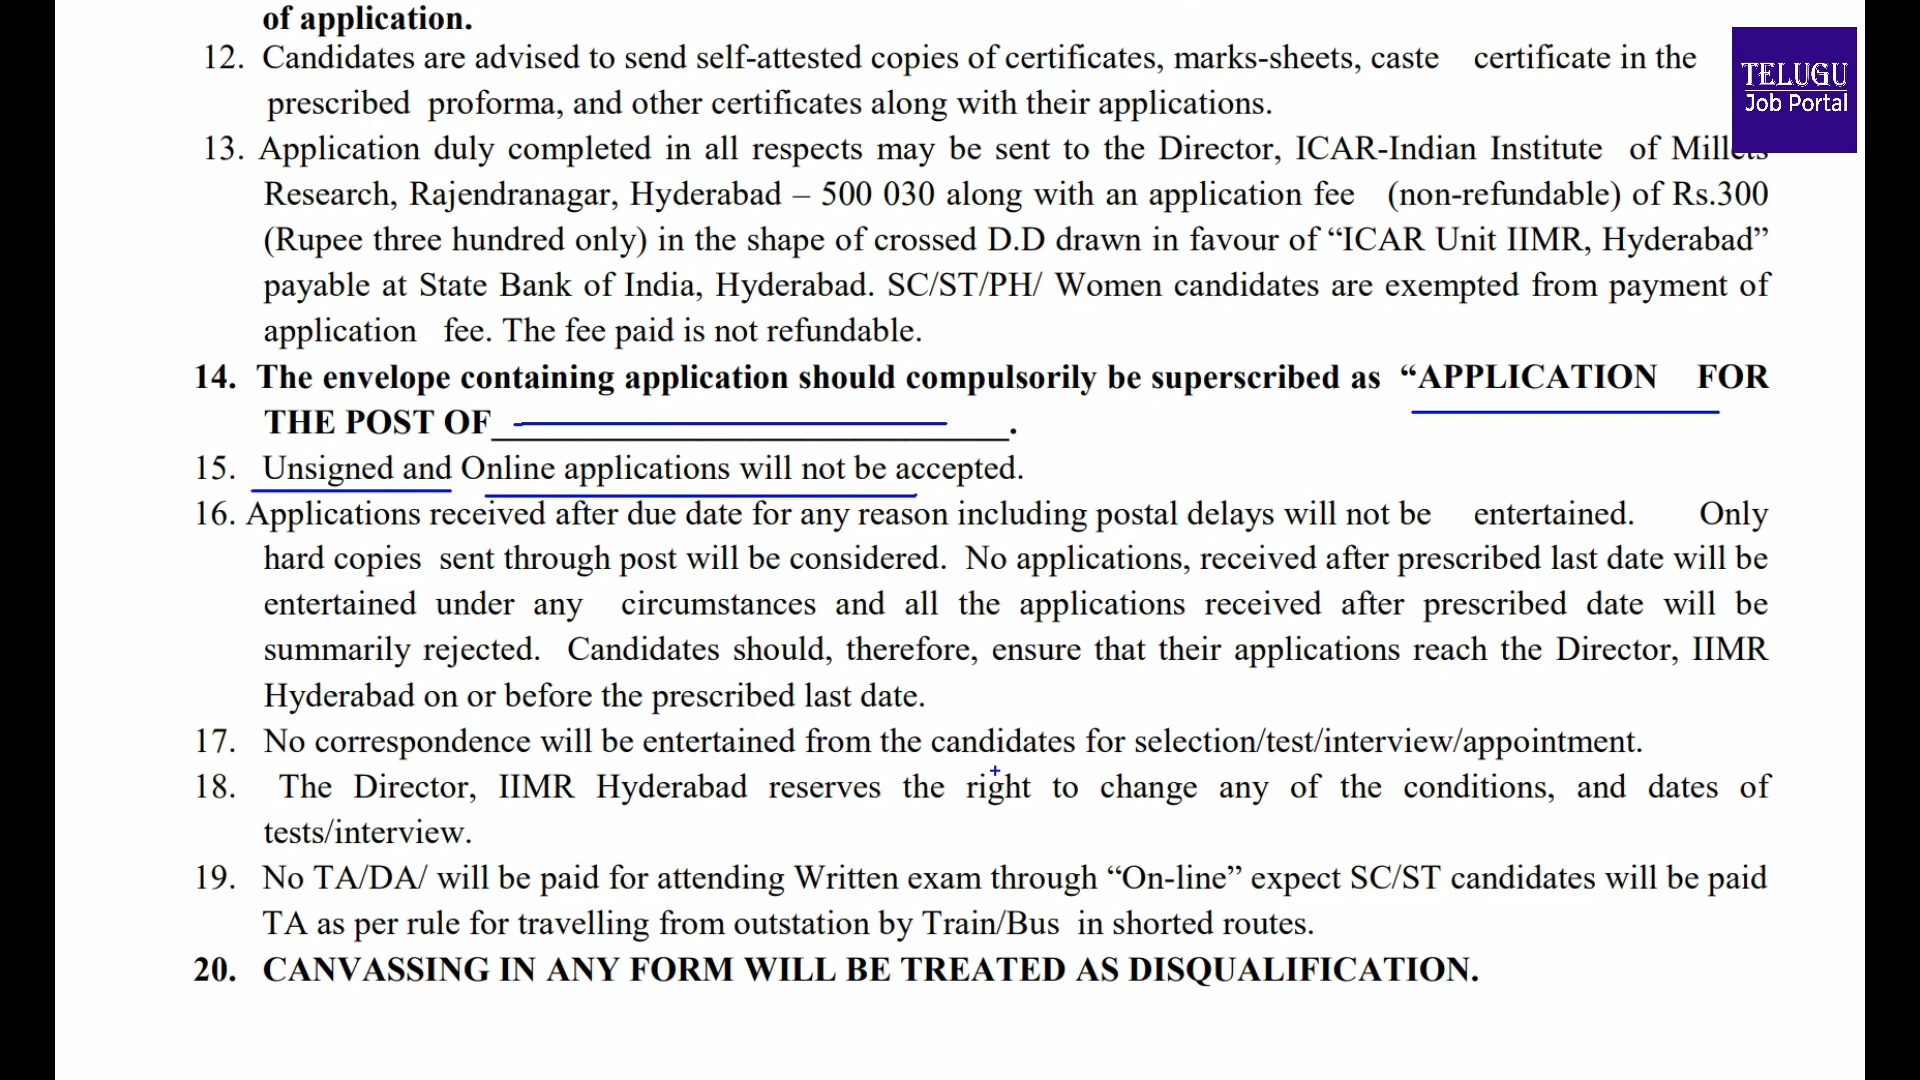 of application.
12. Candidates are advised to send self-attested copies of certificates, marks-sheets, caste certificate in the
prescribed proforma, and other certificates along with their applications.
TELUGU
Job Portal
13. Application duly completed in all respects may be sent to the Director, ICAR-Indian Institute of Millets
Research, Rajendranagar, Hyderabad – 500 030 along with an application fee (non-refundable) of Rs.300
(Rupee three hundred only) in the shape of crossed D.D drawn in favour of “ICAR Unit IIMR, Hyderabad”
payable at State Bank of India, Hyderabad. SC/ST/PH/ Women candidates are exempted from payment of
application fee. The fee paid is not refundable.
14. The envelope containing application should compulsorily be superscribed as “APPLICATION FOR
THE POST OF______________________________.
15. Unsigned and Online applications will not be accepted.
16. Applications received after due date for any reason including postal delays will not be entertained. Only
hard copies sent through post will be considered. No applications, received after prescribed last date will be
entertained under any circumstances and all the applications received after prescribed date will be
summarily rejected. Candidates should, therefore, ensure that their applications reach the Director, IIMR
Hyderabad on or before the prescribed last date.
17. No correspondence will be entertained from the candidates for selection/test/interview/appointment.
18. The Director, IIMR Hyderabad reserves the right to change any of the conditions, and dates of
tests/interview.
19. No TA/DA/ will be paid for attending Written exam through “On-line” expect SC/ST candidates will be paid
TA as per rule for travelling from outstation by Train/Bus in shorted routes.
20. CANVASSING IN ANY FORM WILL BE TREATED AS DISQUALIFICATION.